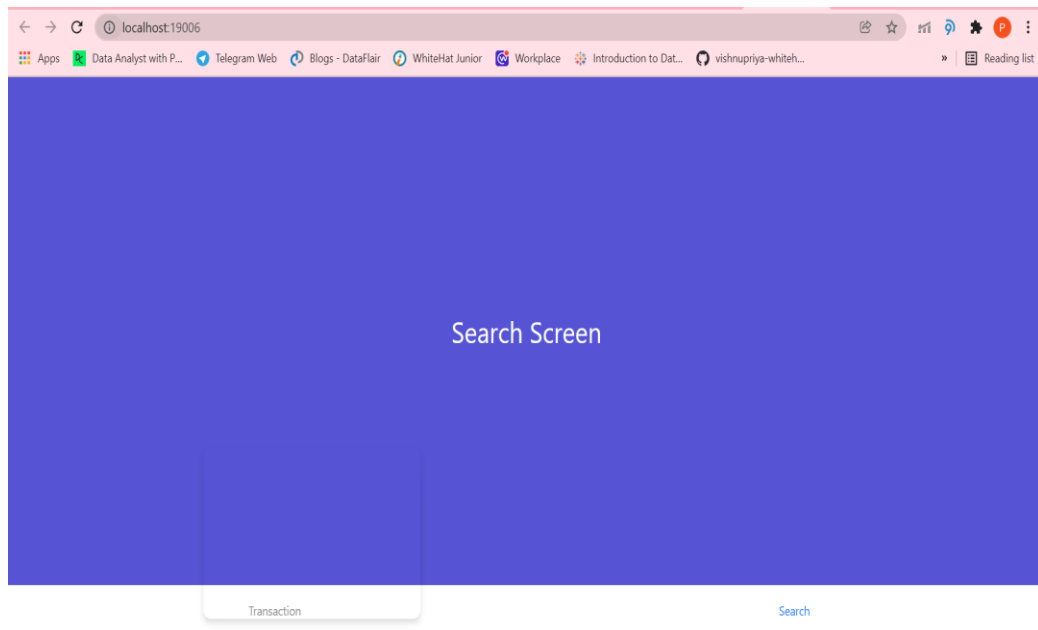 localhost:19006
P
Apps Data Analyst with P... Telegram Web Blogs - DataFlair WhiteHat Junior Workplace Introduction to Dat... vishnupriya-whiteh... » Reading list
Search Screen
Transaction Search